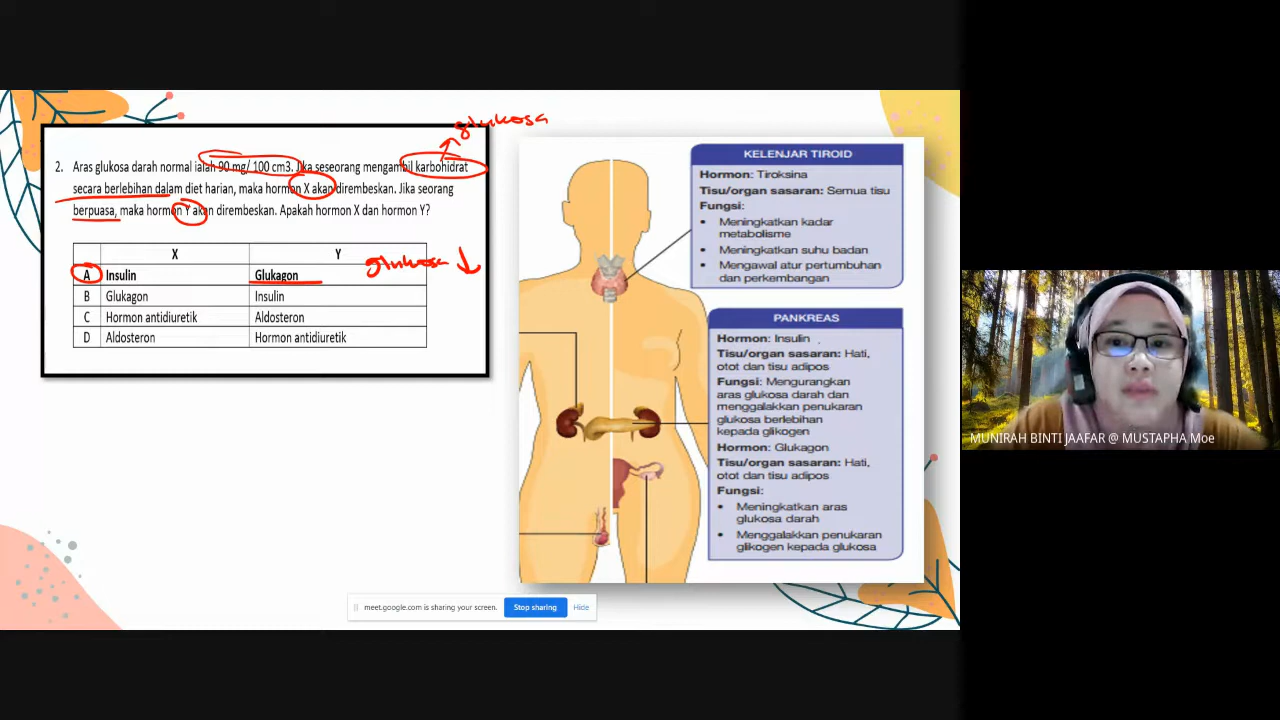 glukosa
2. Aras glukosa darah normal ialah 90 mg/ 100 cm3. Jika seseorang mengambil karbohidrat
secara berlebihan dalam diet harian, maka hormon X akan dirembeskan. Jika seorang
berpuasa, maka hormon Y akan dirembeskan. Apakah hormon X dan hormon Y?
X Y
A Insulin Glukagon
glukosa ↓
B Glukagon Insulin
C Hormon antidiuretik Aldosteron
D Aldosteron Hormon antidiuretik
KELENJAR TIROID
Hormon: Tiroksina
Tisu/organ sasaran: Semua tisu
Fungsi:
• Meningkatkan kadar
metabolisme
• Meningkatkan suhu badan
• Mengawal atur pertumbuhan
dan perkembangan
PANKREAS
Hormon: Insulin
Tisu/organ sasaran: Hati,
otot dan tisu adipos
Fungsi: Mengurangkan
aras glukosa darah dan
menggalakkan penukaran
glukosa berlebihan
kepada glikogen
Hormon: Glukagon
Tisu/organ sasaran: Hati,
otot dan tisu adipos
Fungsi:
• Meningkatkan aras
glukosa darah
• Menggalakkan penukaran
glikogen kepada glukosa
meet.google.com is sharing your screen. Stop sharing Hide
MUNIRAH BINTI JAAFAR @ MUSTAPHA Moe